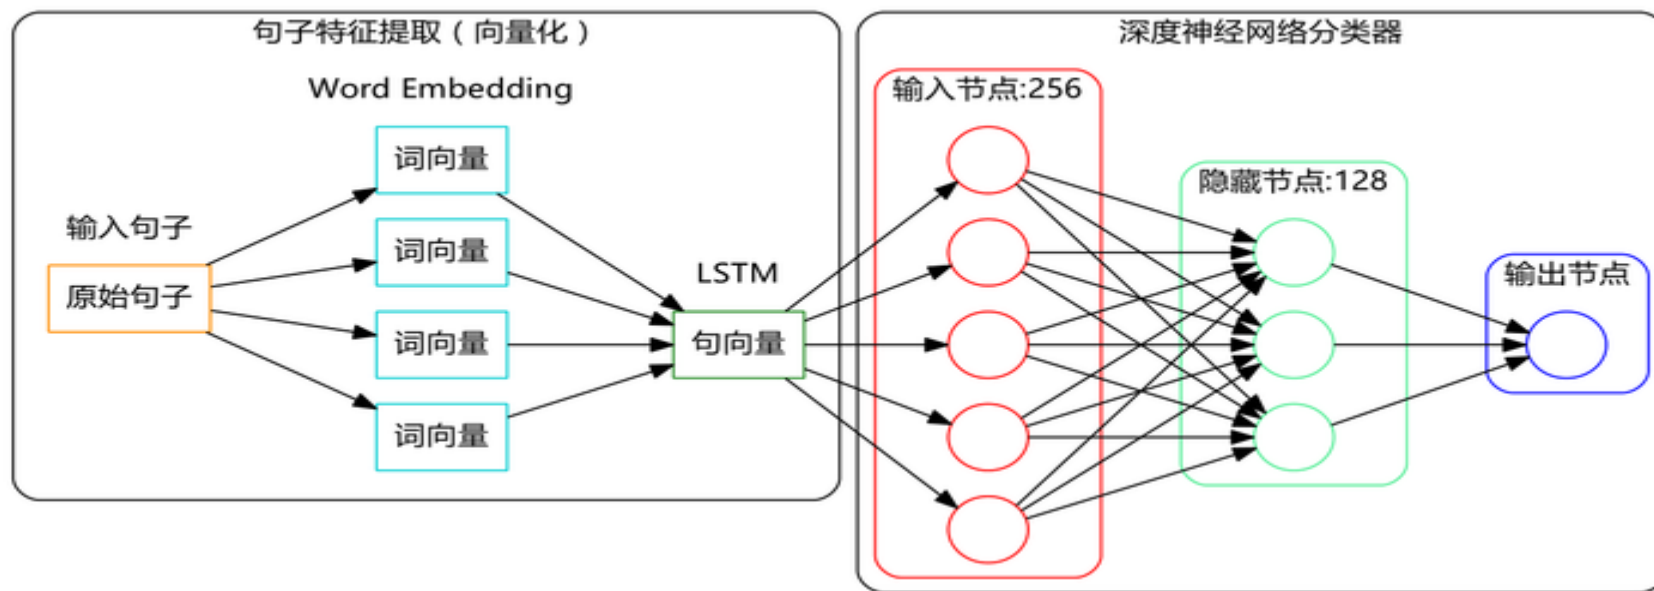 句子特征提取（向量化）
Word Embedding
词向量
词向量
词向量
词向量
输入句子
原始句子
LSTM
句向量
深度神经网络分类器
输入节点:256
隐藏节点:128
输出节点